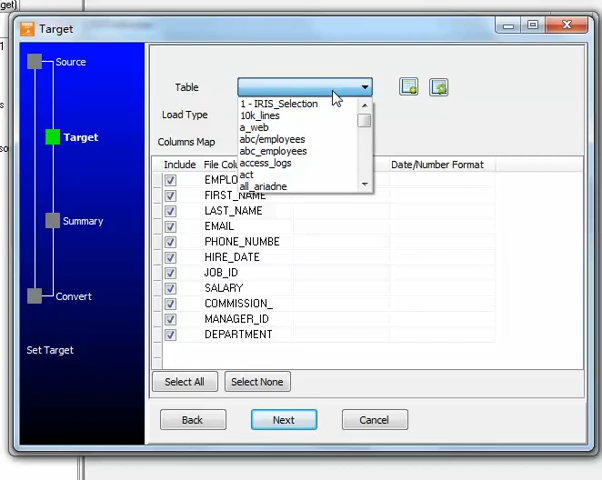 get)
Target
1
Source
Table
Load Type
1 - IRIS_Selection
10k_lines
a_web
abc/employees
abc_employees
access_logs
act
all_ariadne
Target
Columns Map
Include File Colu Date/Number Format
EMPLO
FIRST_NAME
LAST_NAME
EMAIL
PHONE_NUMBE
HIRE_DATE
JOB_ID
SALARY
COMMISSION_
MANAGER_ID
DEPARTMENT
Summary
Convert
Set Target
Select All Select None
Back Next Cancel